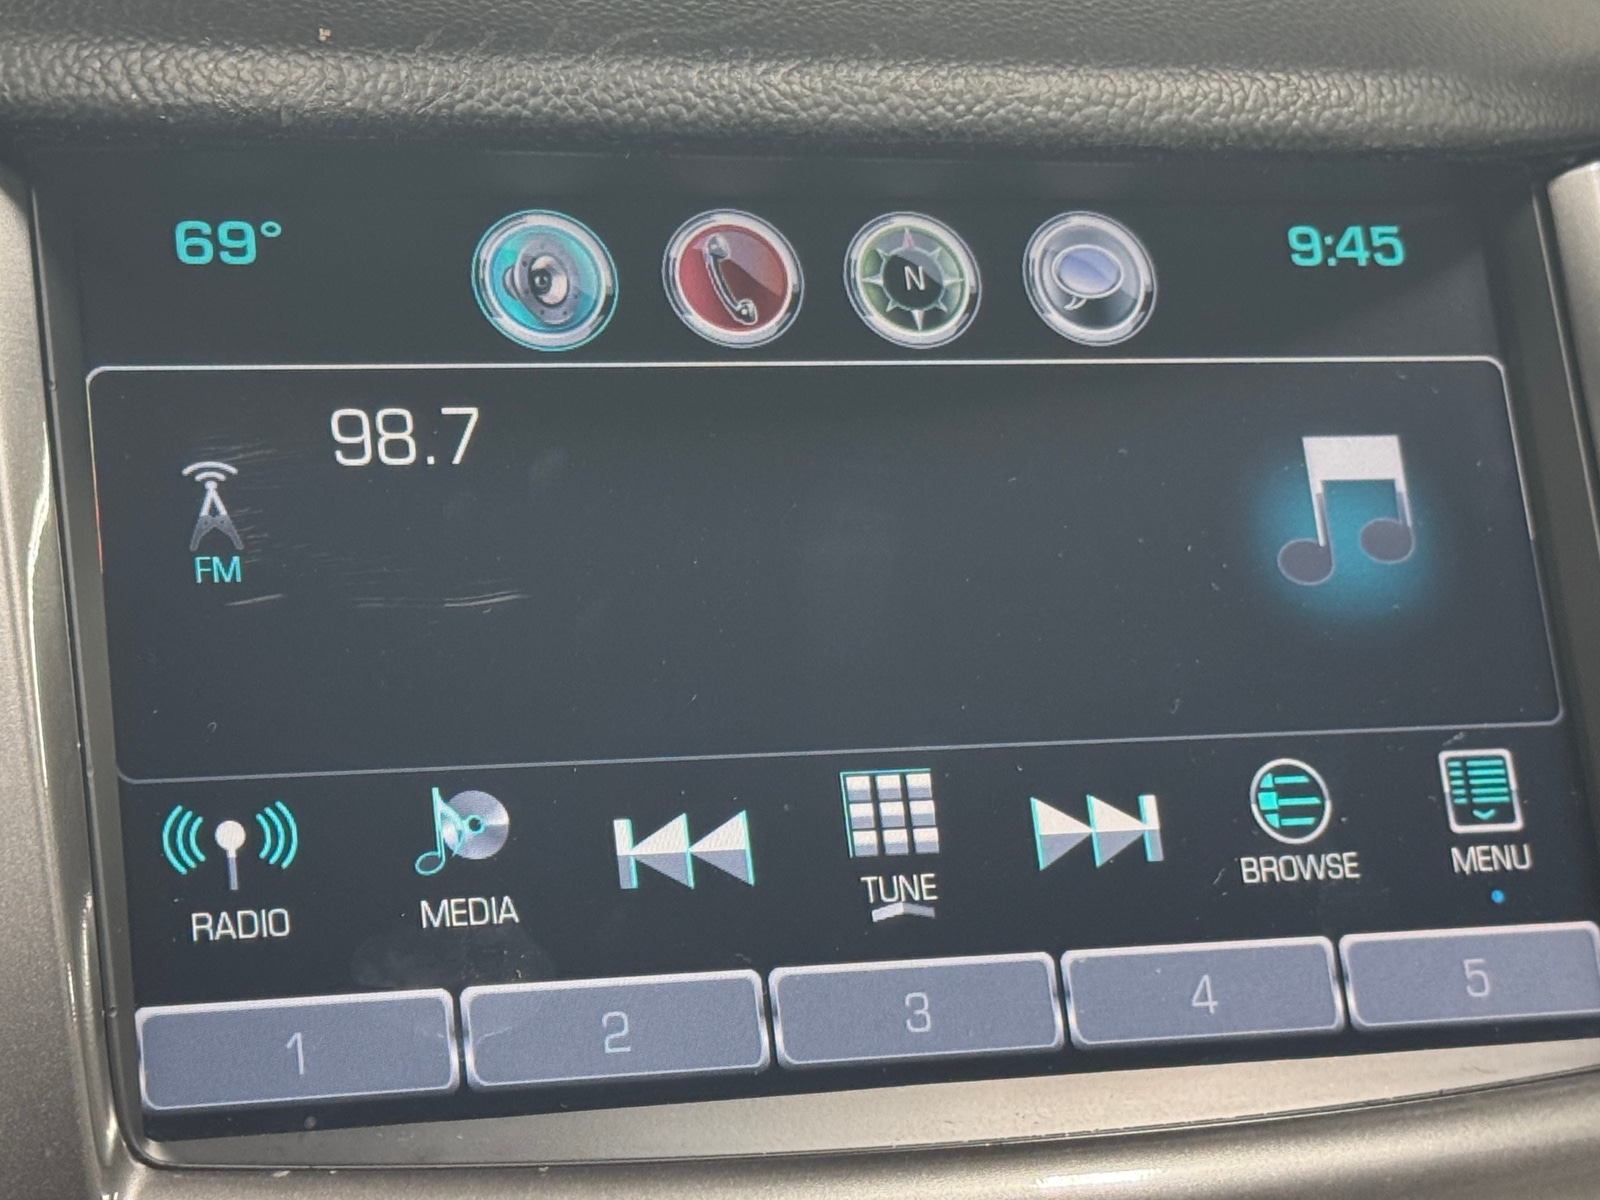 69°
N
9:45
98.7
FM
RADIO
MEDIA
TUNE
BROWSE
MENU
1
2
3
4
5